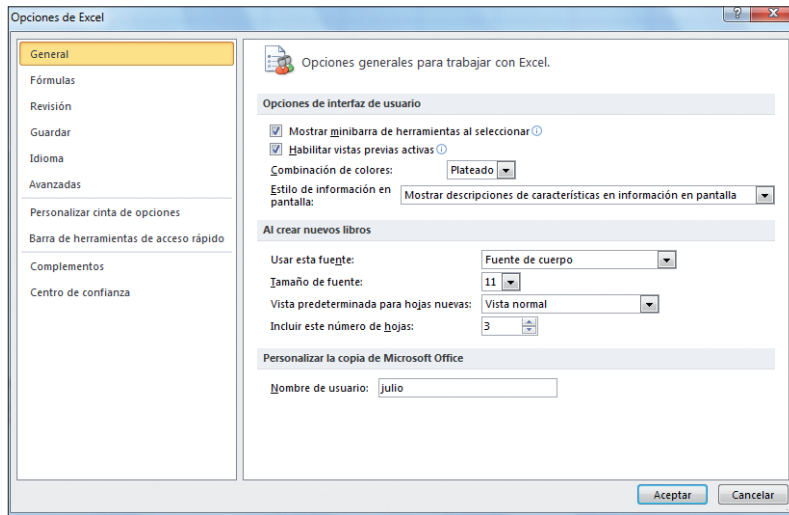 Opciones de Excel
General
Fórmulas
Revisión
Guardar
Idioma
Avanzadas
Personalizar cinta de opciones
Barra de herramientas de acceso rápido
Complementos
Centro de confianza
Opciones generales para trabajar con Excel.
Opciones de interfaz de usuario
Mostrar minibarra de herramientas al seleccionar
Habilitar vistas previas activas
Combinación de colores: Plateado
Estilo de información en pantalla: Mostrar descripciones de características en información en pantalla
Al crear nuevos libros
Usar esta fuente: Fuente de cuerpo
Tamaño de fuente: 11
Vista predeterminada para hojas nuevas: Vista normal
Incluir este número de hojas: 3
Personalizar la copia de Microsoft Office
Nombre de usuario: julio
Aceptar Cancelar